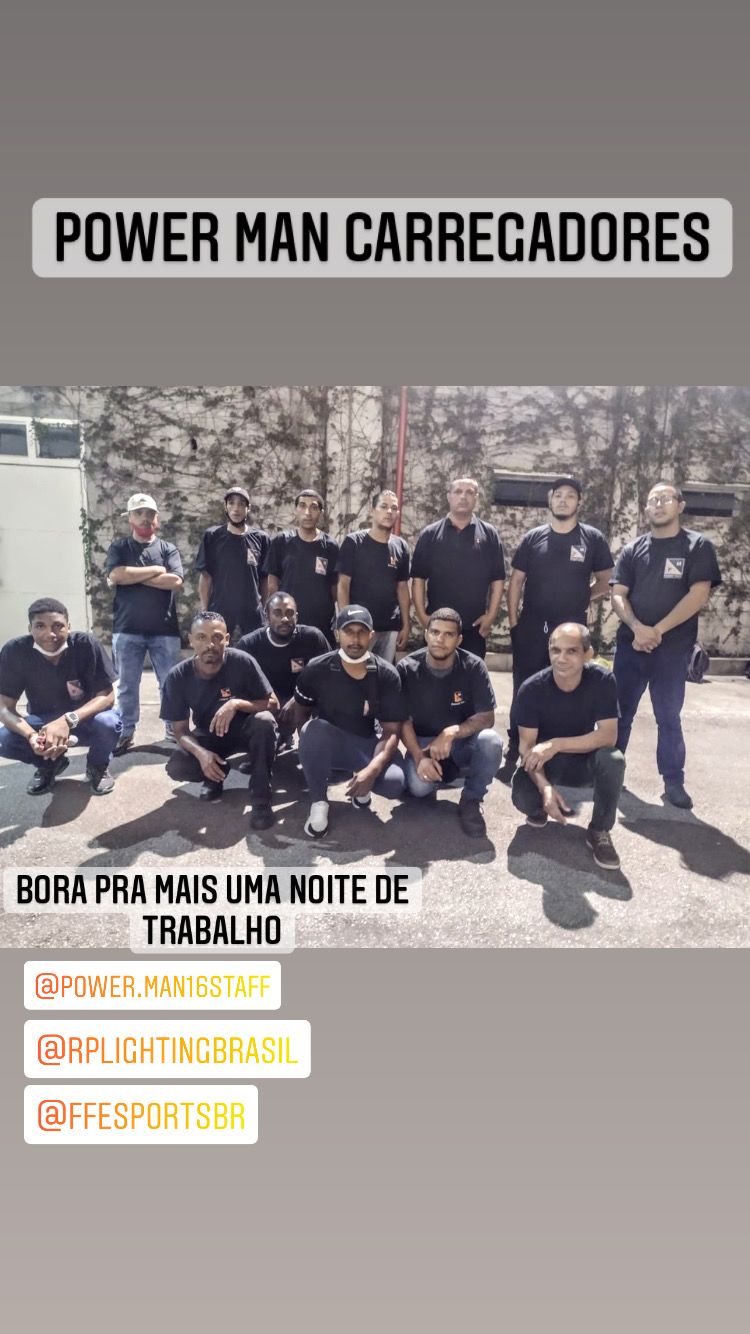 POWER MAN CARREGADORES
BORA PRA MAIS UMA NOITE DE
TRABALHO
@POWER.MAN16STAFF
@RPLIGHTINGBRASIL
@FFESPORTSBR